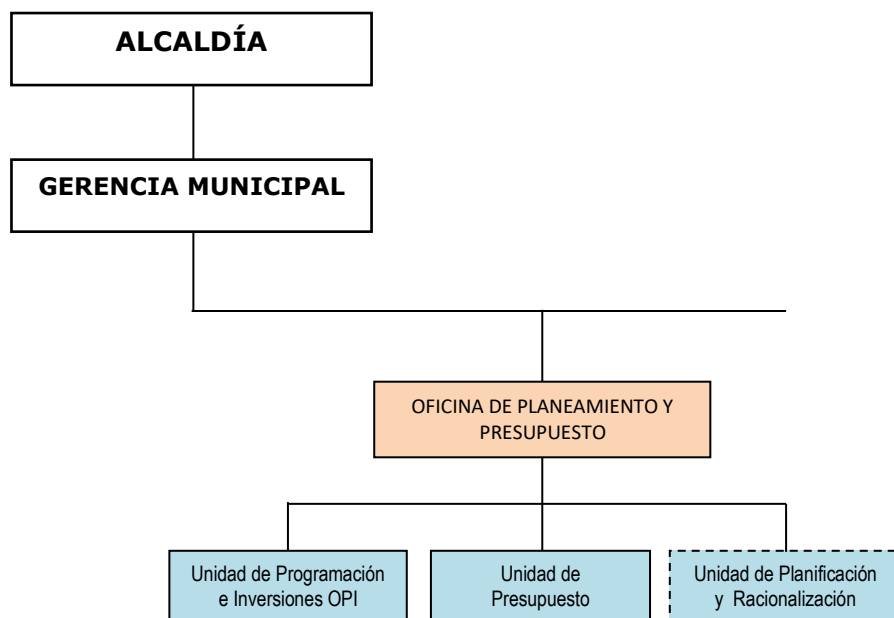 ALCALDÍA
GERENCIA MUNICIPAL
OFICINA DE PLANEAMIENTO Y
PRESUPUESTO
Unidad de Programación
e Inversiones OPI
Unidad de
Presupuesto
Unidad de Planificación
y Racionalización